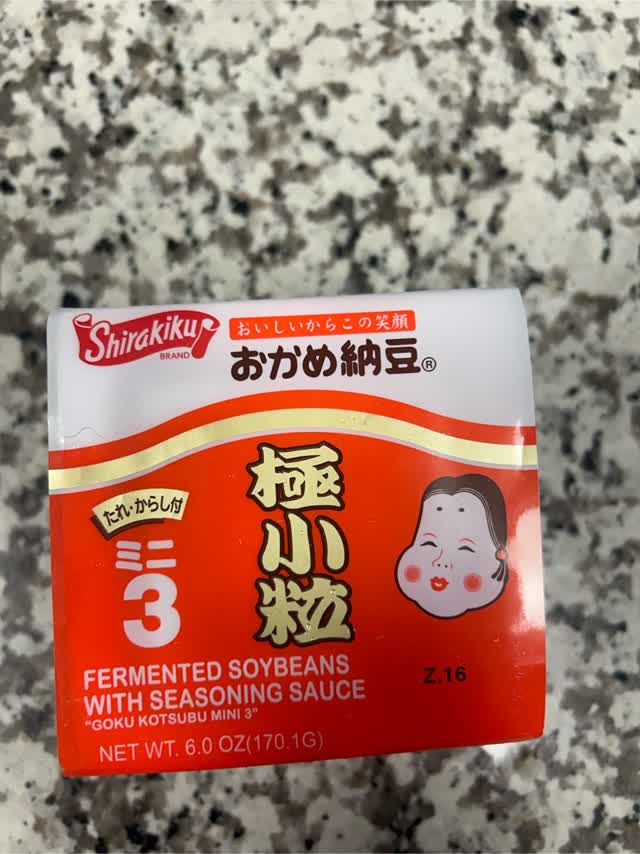 Shirakiku
BRAND
おいしいからこの笑顔
おかめ納豆®
たれ・からし付
ミニ
3
極小粒
Z.16
FERMENTED SOYBEANS
WITH SEASONING SAUCE
"GOKU KOTSUBU MINI 3"
NET WT. 6.0 OZ(170.1G)